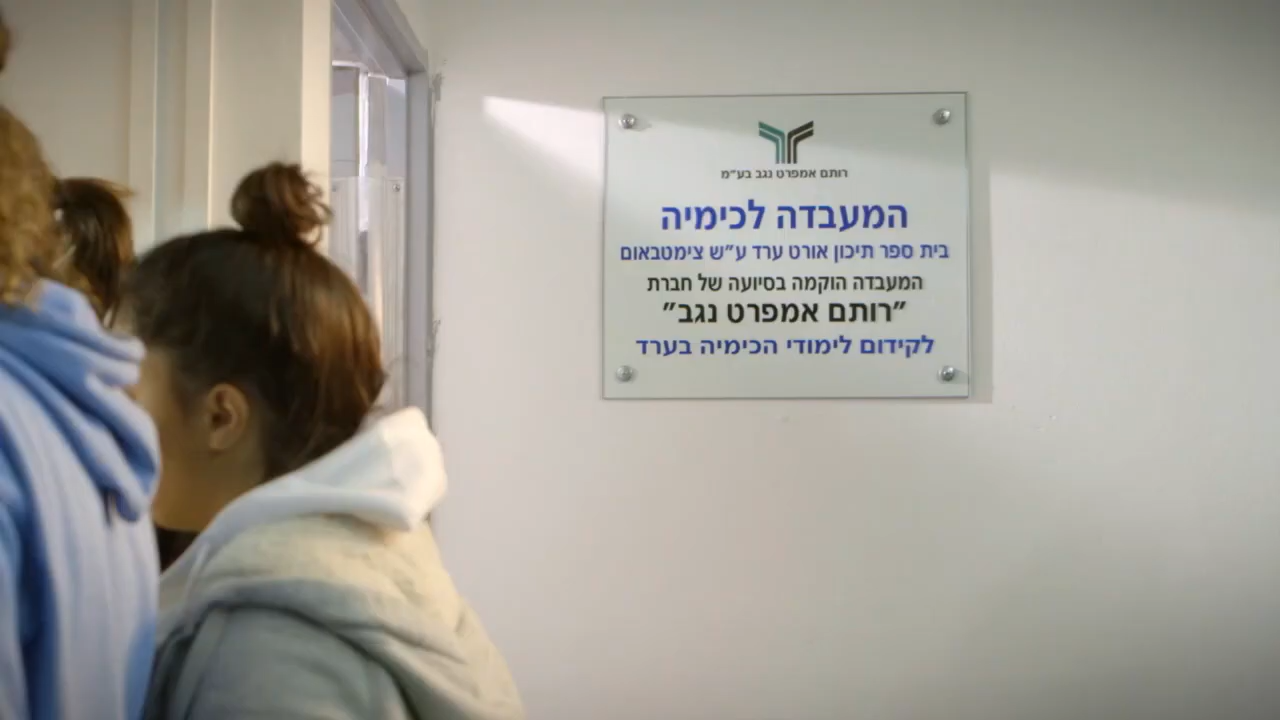 רותם אמפרט נגב בע"מ
המעבדה לכימיה
בית ספר תיכון אורט ערד ע"ש צימטבאום
המעבדה הוקמה בסיועה של חברת
"רותם אמפרט נגב"
לקידום לימודי הכימיה בערד